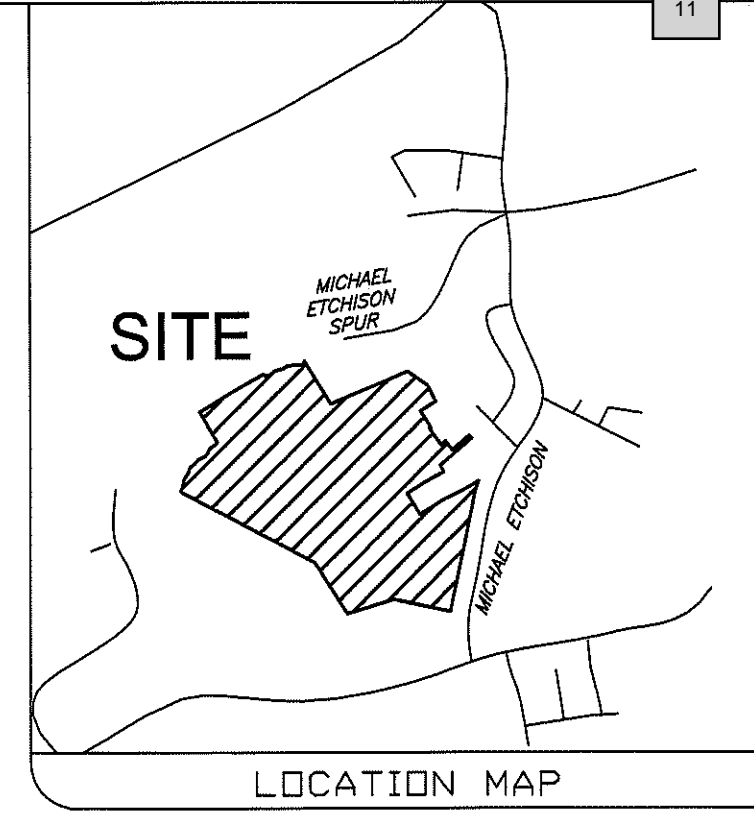 11
MICHAEL
ETCHISON
SPUR
SITE
MICHAEL ETCHISON
LOCATION MAP